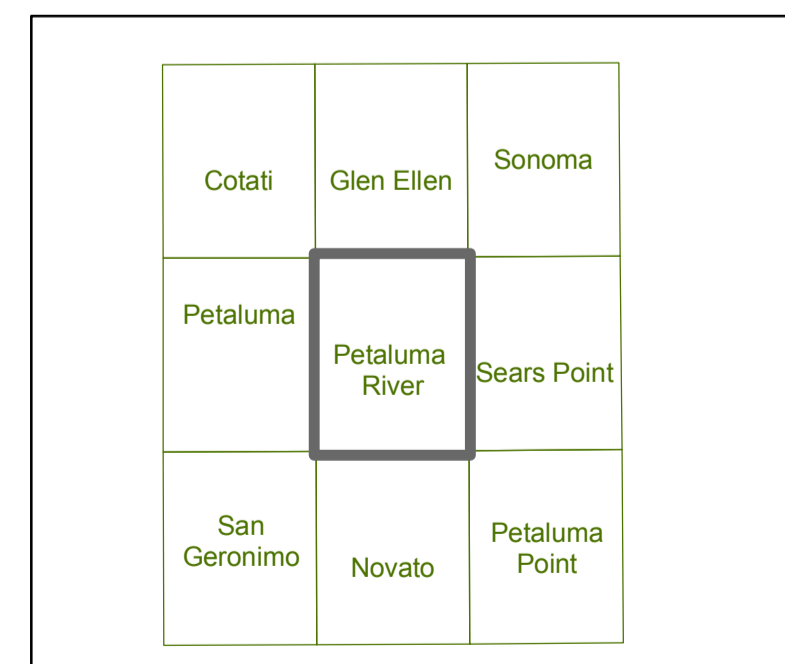 Cotati
Glen Ellen
Sonoma
Petaluma
Petaluma
River
Sears Point
San
Geronimo
Novato
Petaluma
Point